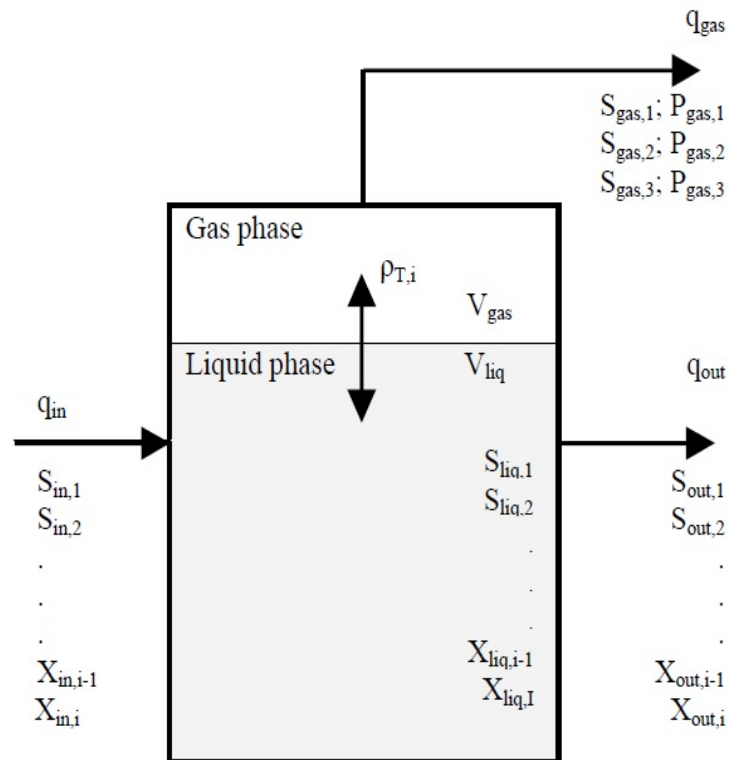 q_gas
S_gas,1; P_gas,1
S_gas,2; P_gas,2
S_gas,3; P_gas,3
Gas phase
ρ_T,i
V_gas
Liquid phase
V_liq
q_in
q_out
S_in,1
S_in,2
.
.
.
X_in,i-1
X_in,i
S_liq,1
S_liq,2
.
.
.
X_liq,i-1
X_liq,I
S_out,1
S_out,2
.
.
.
X_out,i-1
X_out,i